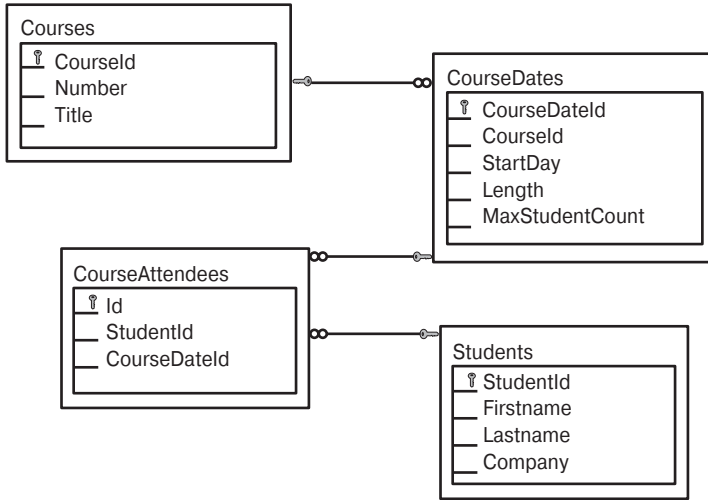 Courses
CourseId
Number
Title
CourseDates
CourseDateId
CourseId
StartDay
Length
MaxStudentCount
CourseAttendees
Id
StudentId
CourseDateId
Students
StudentId
Firstname
Lastname
Company